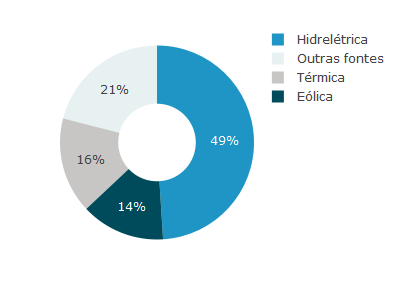 Hidrelétrica
Outras fontes
Térmica
Eólica
21%
49%
16%
14%